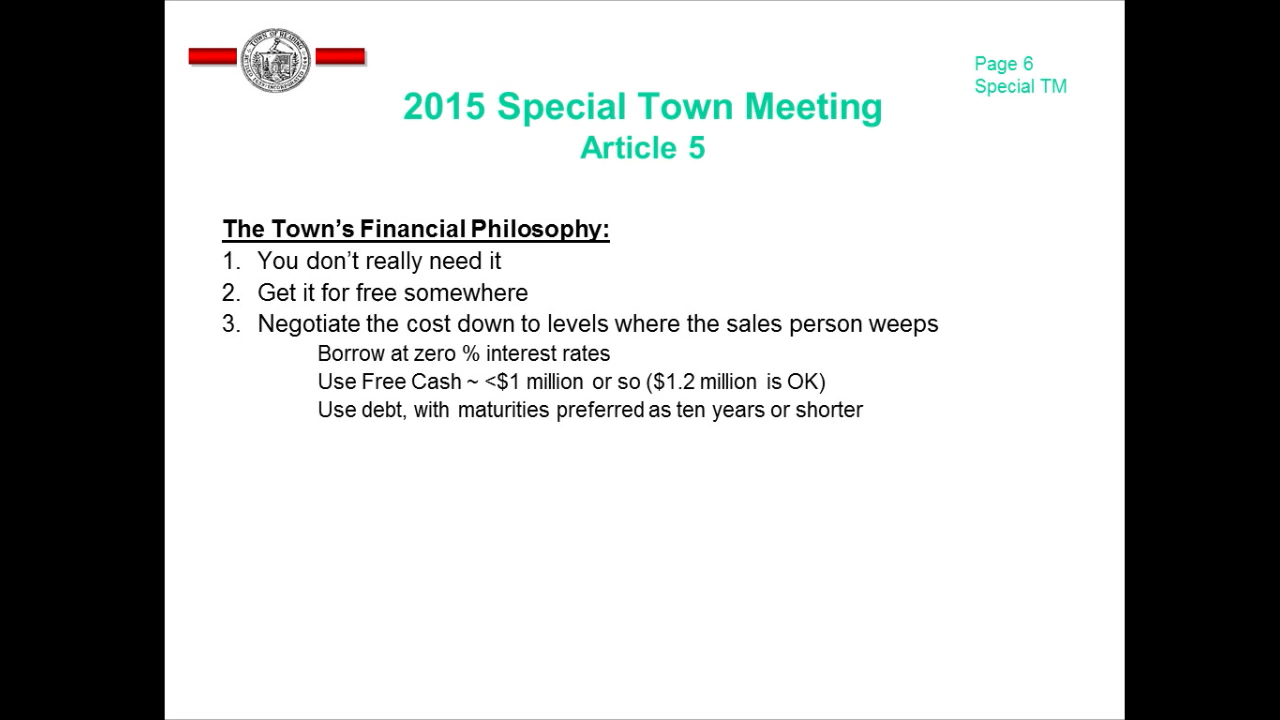 TOWN OF READING
Page 6
Special TM
2015 Special Town Meeting
Article 5
The Town's Financial Philosophy:
1. You don't really need it
2. Get it for free somewhere
3. Negotiate the cost down to levels where the sales person weeps
Borrow at zero % interest rates
Use Free Cash ~ <$1 million or so ($1.2 million is OK)
Use debt, with maturities preferred as ten years or shorter